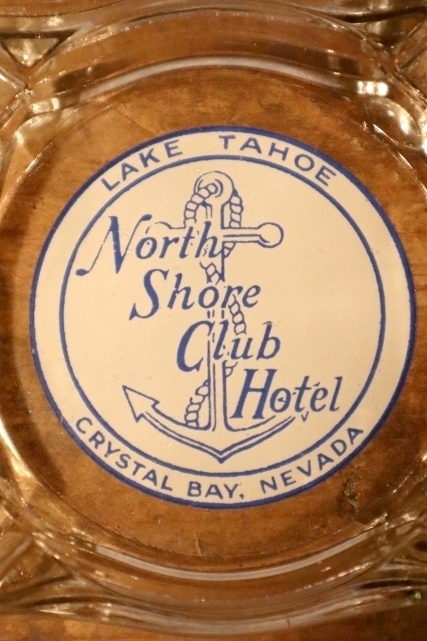 LAKE TAHOE
North
Shore
Club
Hotel
CRYSTAL BAY, NEVADA